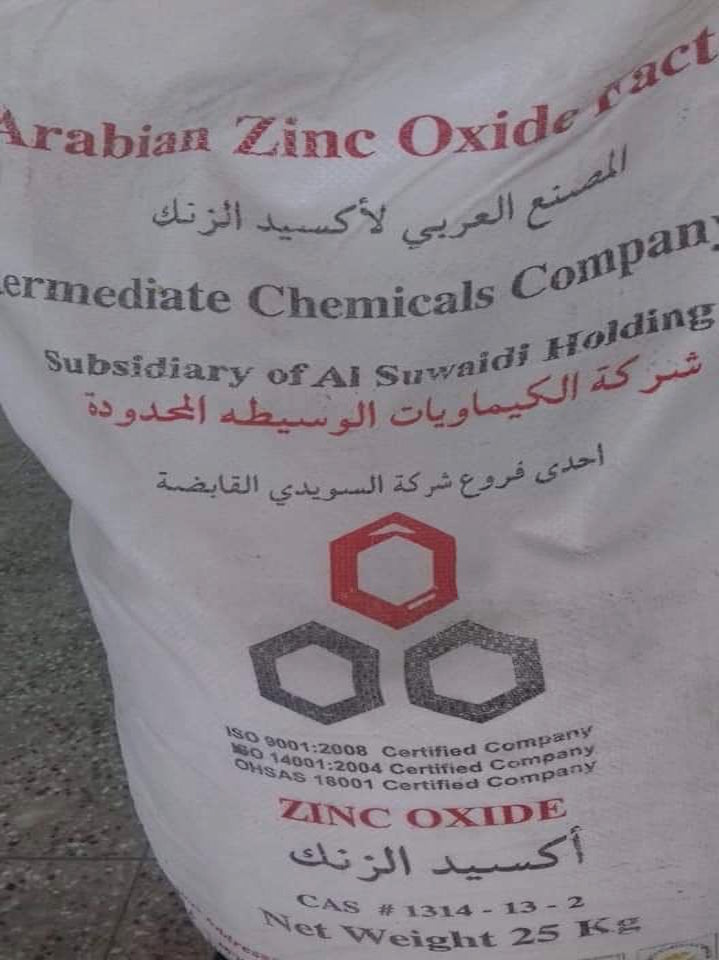 Arabian Zinc Oxide ract
المصنع العربي لأكسيد الزنك
ermediate Chemicals Company
Subsidiary of Al Suwaidi Holding
شركة الكيماويات الوسيطه المحدودة
أحدى فروع شركة السويدي القابضة
ISO 9001:2008 Certified Company
ISO 14001:2004 Certified Company
OHSAS 18001 Certified Company
ZINC OXIDE
أكسيد الزنك
CAS # 1314 - 13 - 2
Net Weight 25 Kg